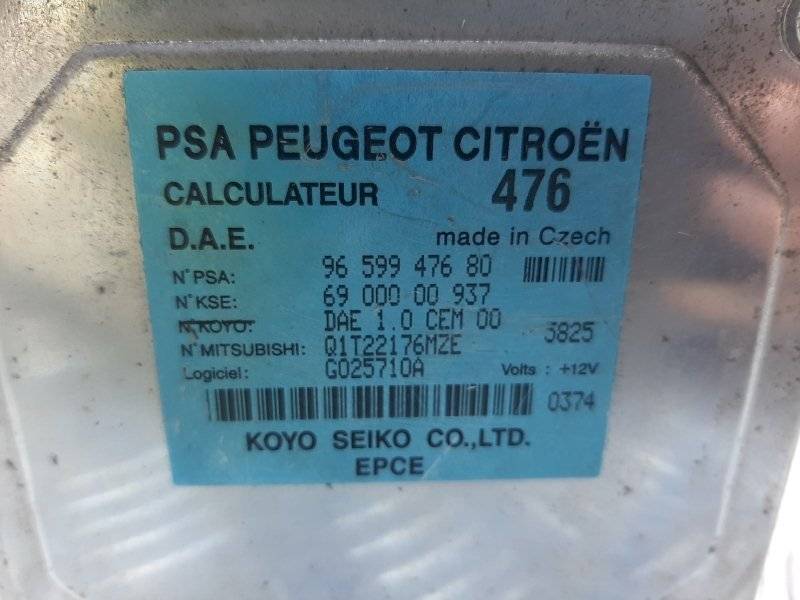 PSA PEUGEOT CITROËN
CALCULATEUR 476
D.A.E. made in Czech
N°PSA: 96 599 476 80
N°KSE: 69 000 00 937
N°KOYO: DAE 1.0 CEM 00 3825
N°MITSUBISHI: Q1T22176MZE
Logiciel: G025710A Volts : +12V
0374
KOYO SEIKO CO.,LTD.
EPCE